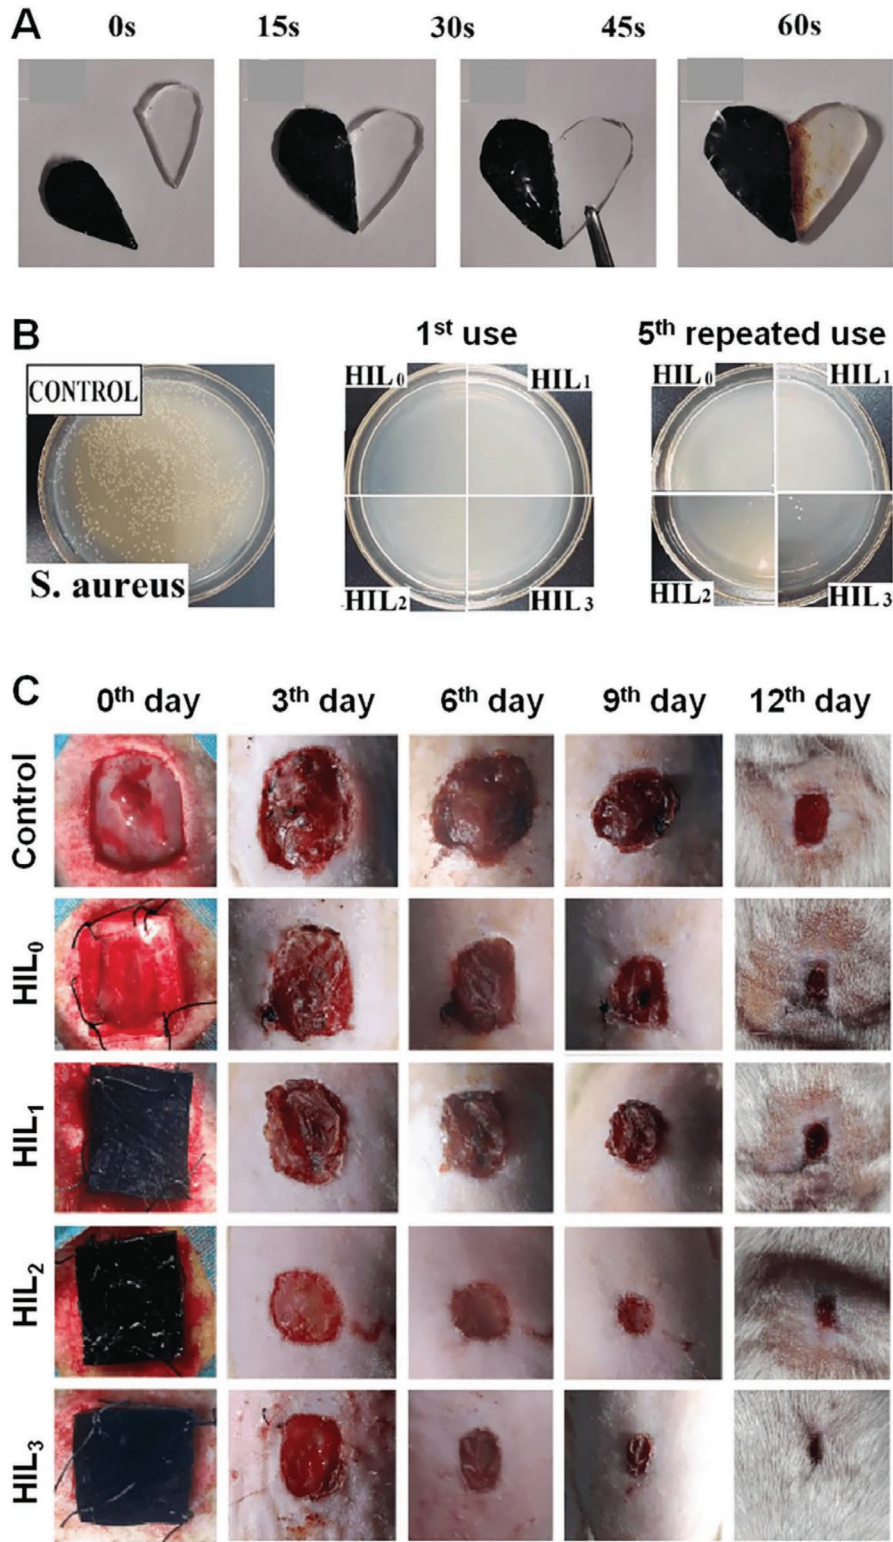 A
0s 15s 30s 45s 60s
B
1st use 5th repeated use
CONTROL
S. aureus
HIL0 HIL1
HIL2 HIL3
HIL0 HIL1
HIL2 HIL3
C
0th day 3th day 6th day 9th day 12th day
Control
HIL0
HIL1
HIL2
HIL3